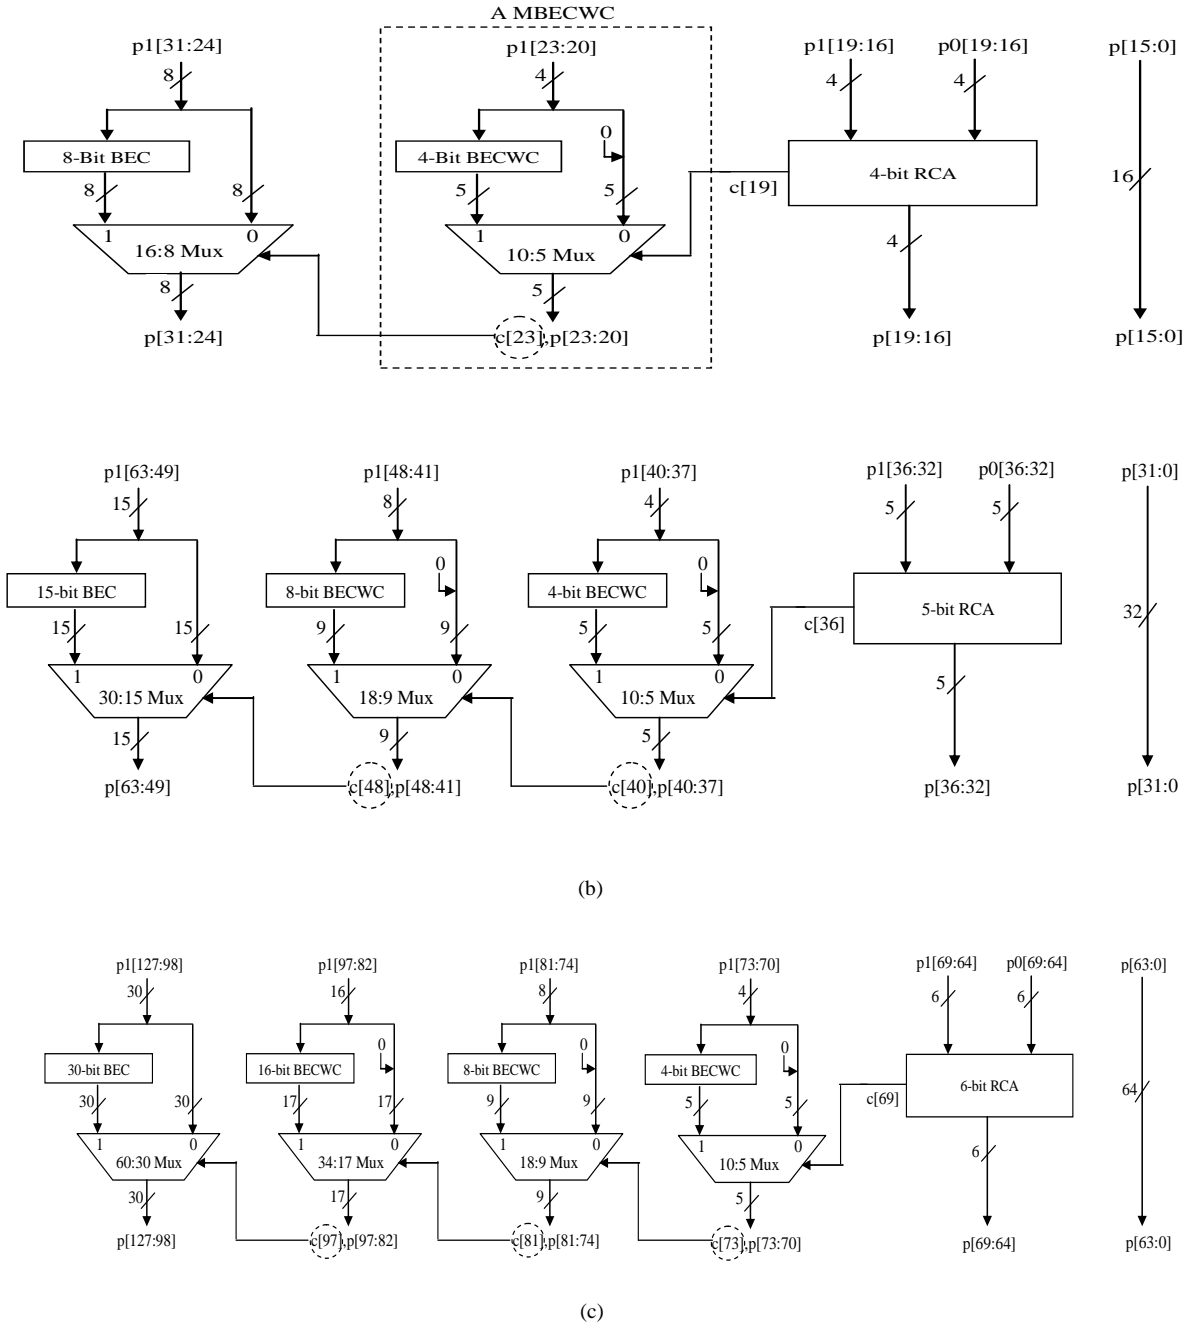 A MBECWC
p1[31:24] p1[23:20] p1[19:16] p0[19:16] p[15:0]
8 4 4 4
0
8-Bit BEC 4-Bit BECWC 4-bit RCA 16
c[19]
8 8 5 5
1 0 1 0
16:8 Mux 10:5 Mux 4
8 5
p[31:24] c[23],p[23:20] p[19:16] p[15:0]
p1[63:49] p1[48:41] p1[40:37] p1[36:32] p0[36:32] p[31:0]
15 8 4 5 5
0 0
15-bit BEC 8-bit BECWC 4-bit BECWC 5-bit RCA 32
c[36]
15 15 9 9 5 5
1 0 1 0 1 0
30:15 Mux 18:9 Mux 10:5 Mux 5
15 9 5
p[63:49] c[48],p[48:41] c[40],p[40:37] p[36:32] p[31:0
(b)
p1[127:98] p1[97:82] p1[81:74] p1[73:70] p1[69:64] p0[69:64] p[63:0]
30 16 8 4 6 6
0 0 0
30-bit BEC 16-bit BECWC 8-bit BECWC 4-bit BECWC 6-bit RCA 64
c[69]
30 30 17 17 9 9 5 5
1 0 1 0 1 0 1 0
60:30 Mux 34:17 Mux 18:9 Mux 10:5 Mux 6
30 17 9 5
p[127:98] c[97],p[97:82] c[81],p[81:74] c[73],p[73:70] p[69:64] p[63:0]
(c)